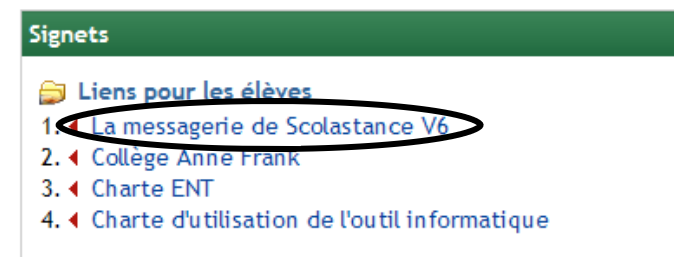 Signets
Liens pour les élèves
1. La messagerie de Scolastance V6
2. Collège Anne Frank
3. Charte ENT
4. Charte d'utilisation de l'outil informatique